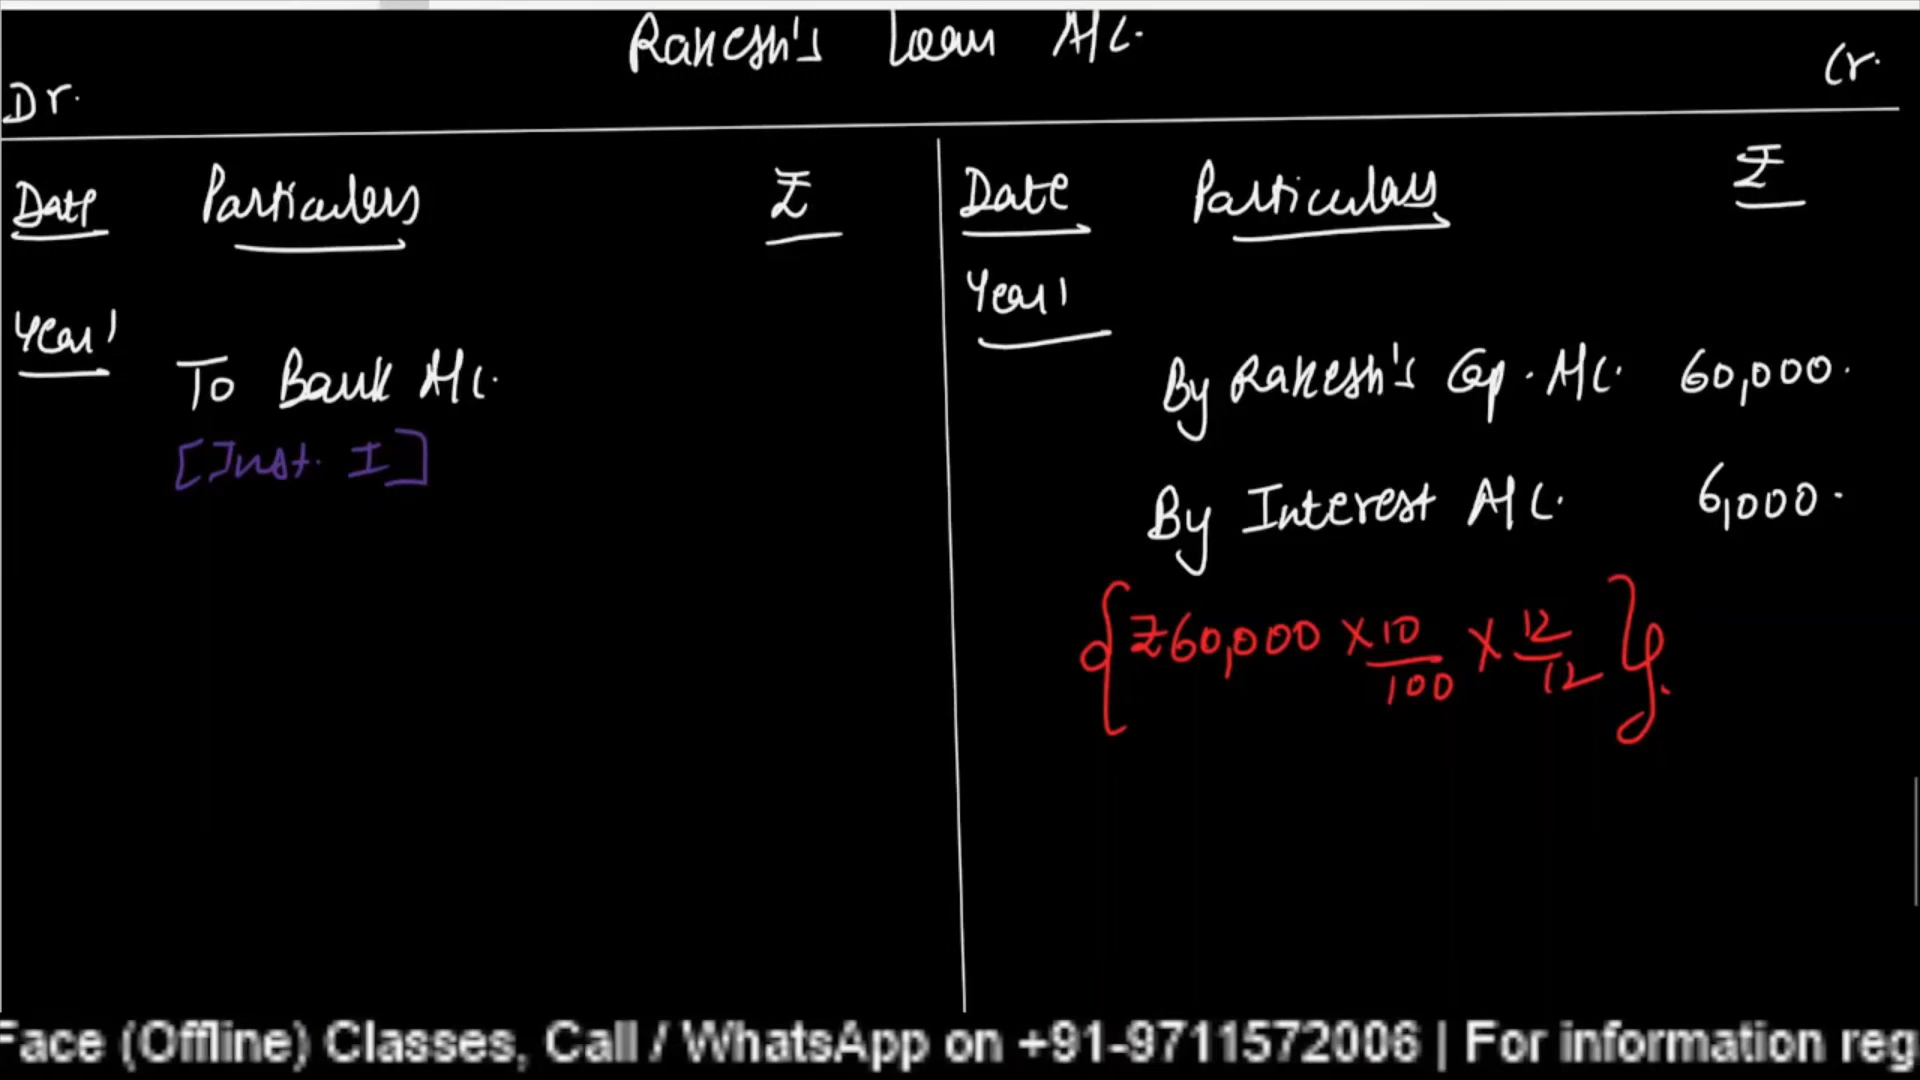 Rakesh's Loan A/c.
Dr.
Cr.
Date Particulars ₹ Date Particulars ₹
Year 1
Year 1
To Bank A/c.
By Rakesh's Cap. A/c. 60,000.
[Inst. I]
By Interest A/c. 6,000.
{₹60,000 × 10/100 × 12/12}.
Face (Offline) Classes, Call / WhatsApp on +91-9711572006 | For information reg